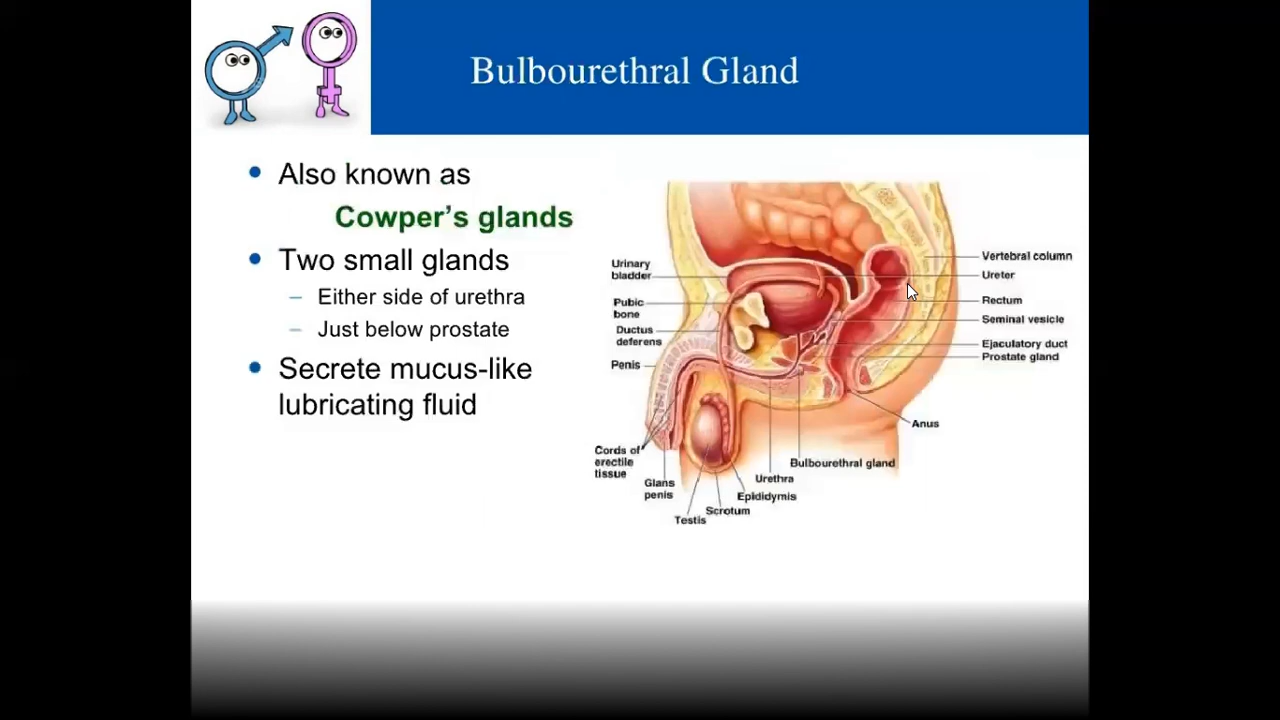 Bulbourethral Gland
• Also known as
Cowper's glands
• Two small glands
– Either side of urethra
– Just below prostate
• Secrete mucus-like
lubricating fluid
Urinary
bladder
Pubic
bone
Ductus
deferens
Penis
Cords of
erectile
tissue
Glans
penis
Testis
Scrotum
Epididymis
Urethra
Bulbourethral gland
Anus
Vertebral column
Ureter
Rectum
Seminal vesicle
Ejaculatory duct
Prostate gland